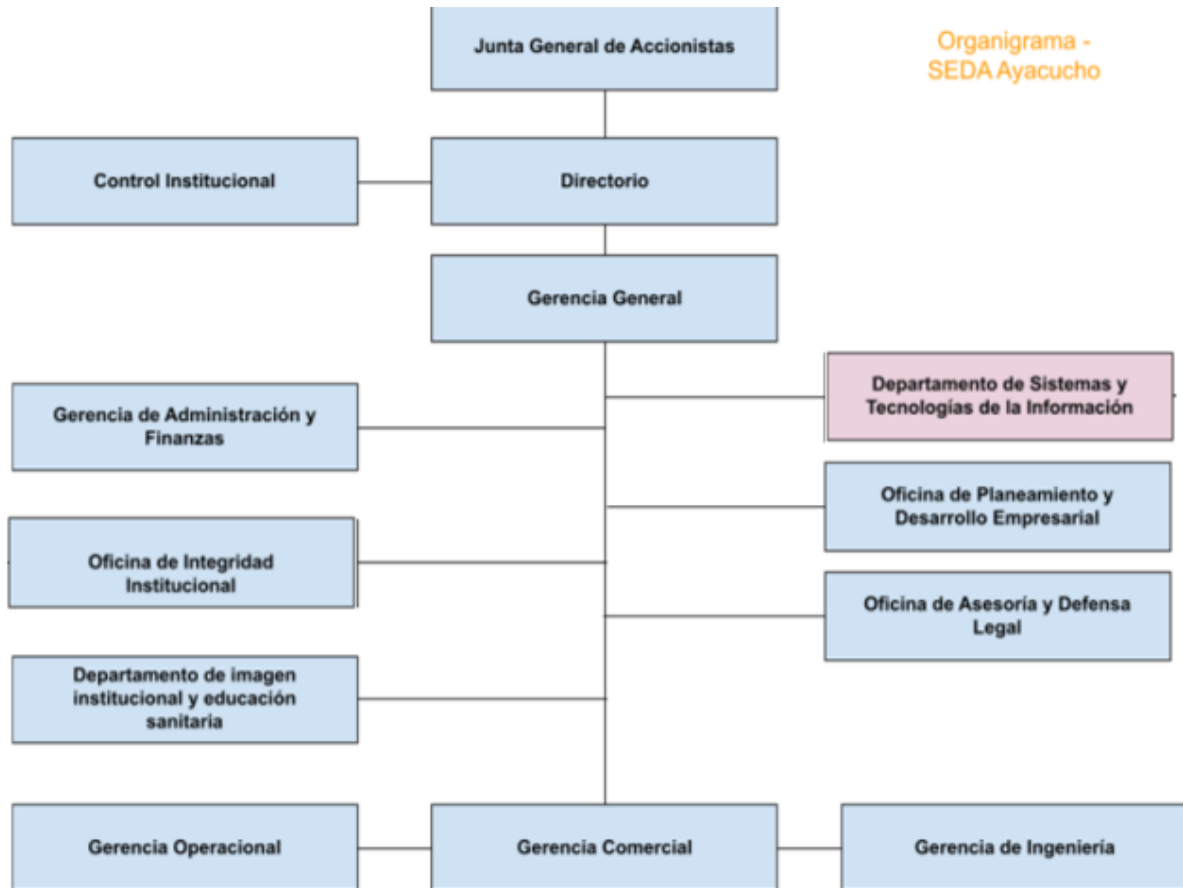 Junta General de Accionistas
Organigrama -
SEDA Ayacucho
Control Institucional
Directorio
Gerencia General
Departamento de Sistemas y
Tecnologías de la Información
Gerencia de Administración y
Finanzas
Oficina de Planeamiento y
Desarrollo Empresarial
Oficina de Integridad
Institucional
Oficina de Asesoría y Defensa
Legal
Departamento de imagen
institucional y educación
sanitaria
Gerencia Operacional
Gerencia Comercial
Gerencia de Ingeniería